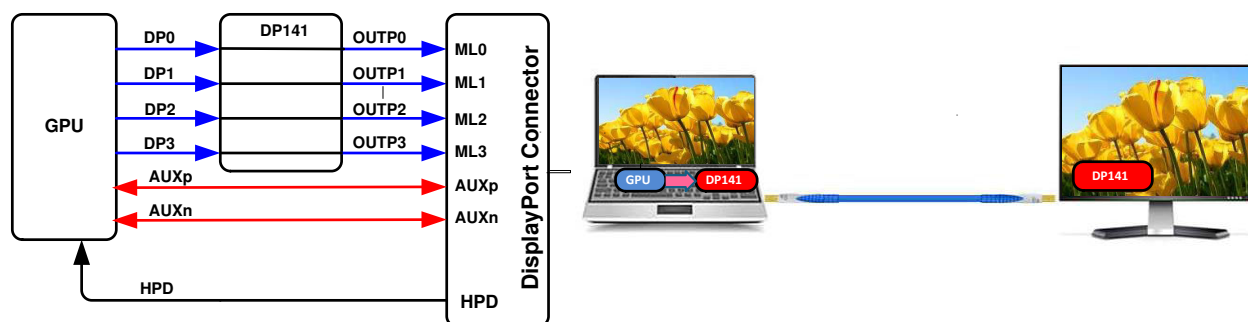 DP141
DP0 OUTP0 ML0
DP1 OUTP1 ML1
DP2 OUTP2 ML2
DP3 OUTP3 ML3
GPU
AUXp AUXp
AUXn AUXn
HPD HPD
DisplayPort Connector
GPU DP141
DP141